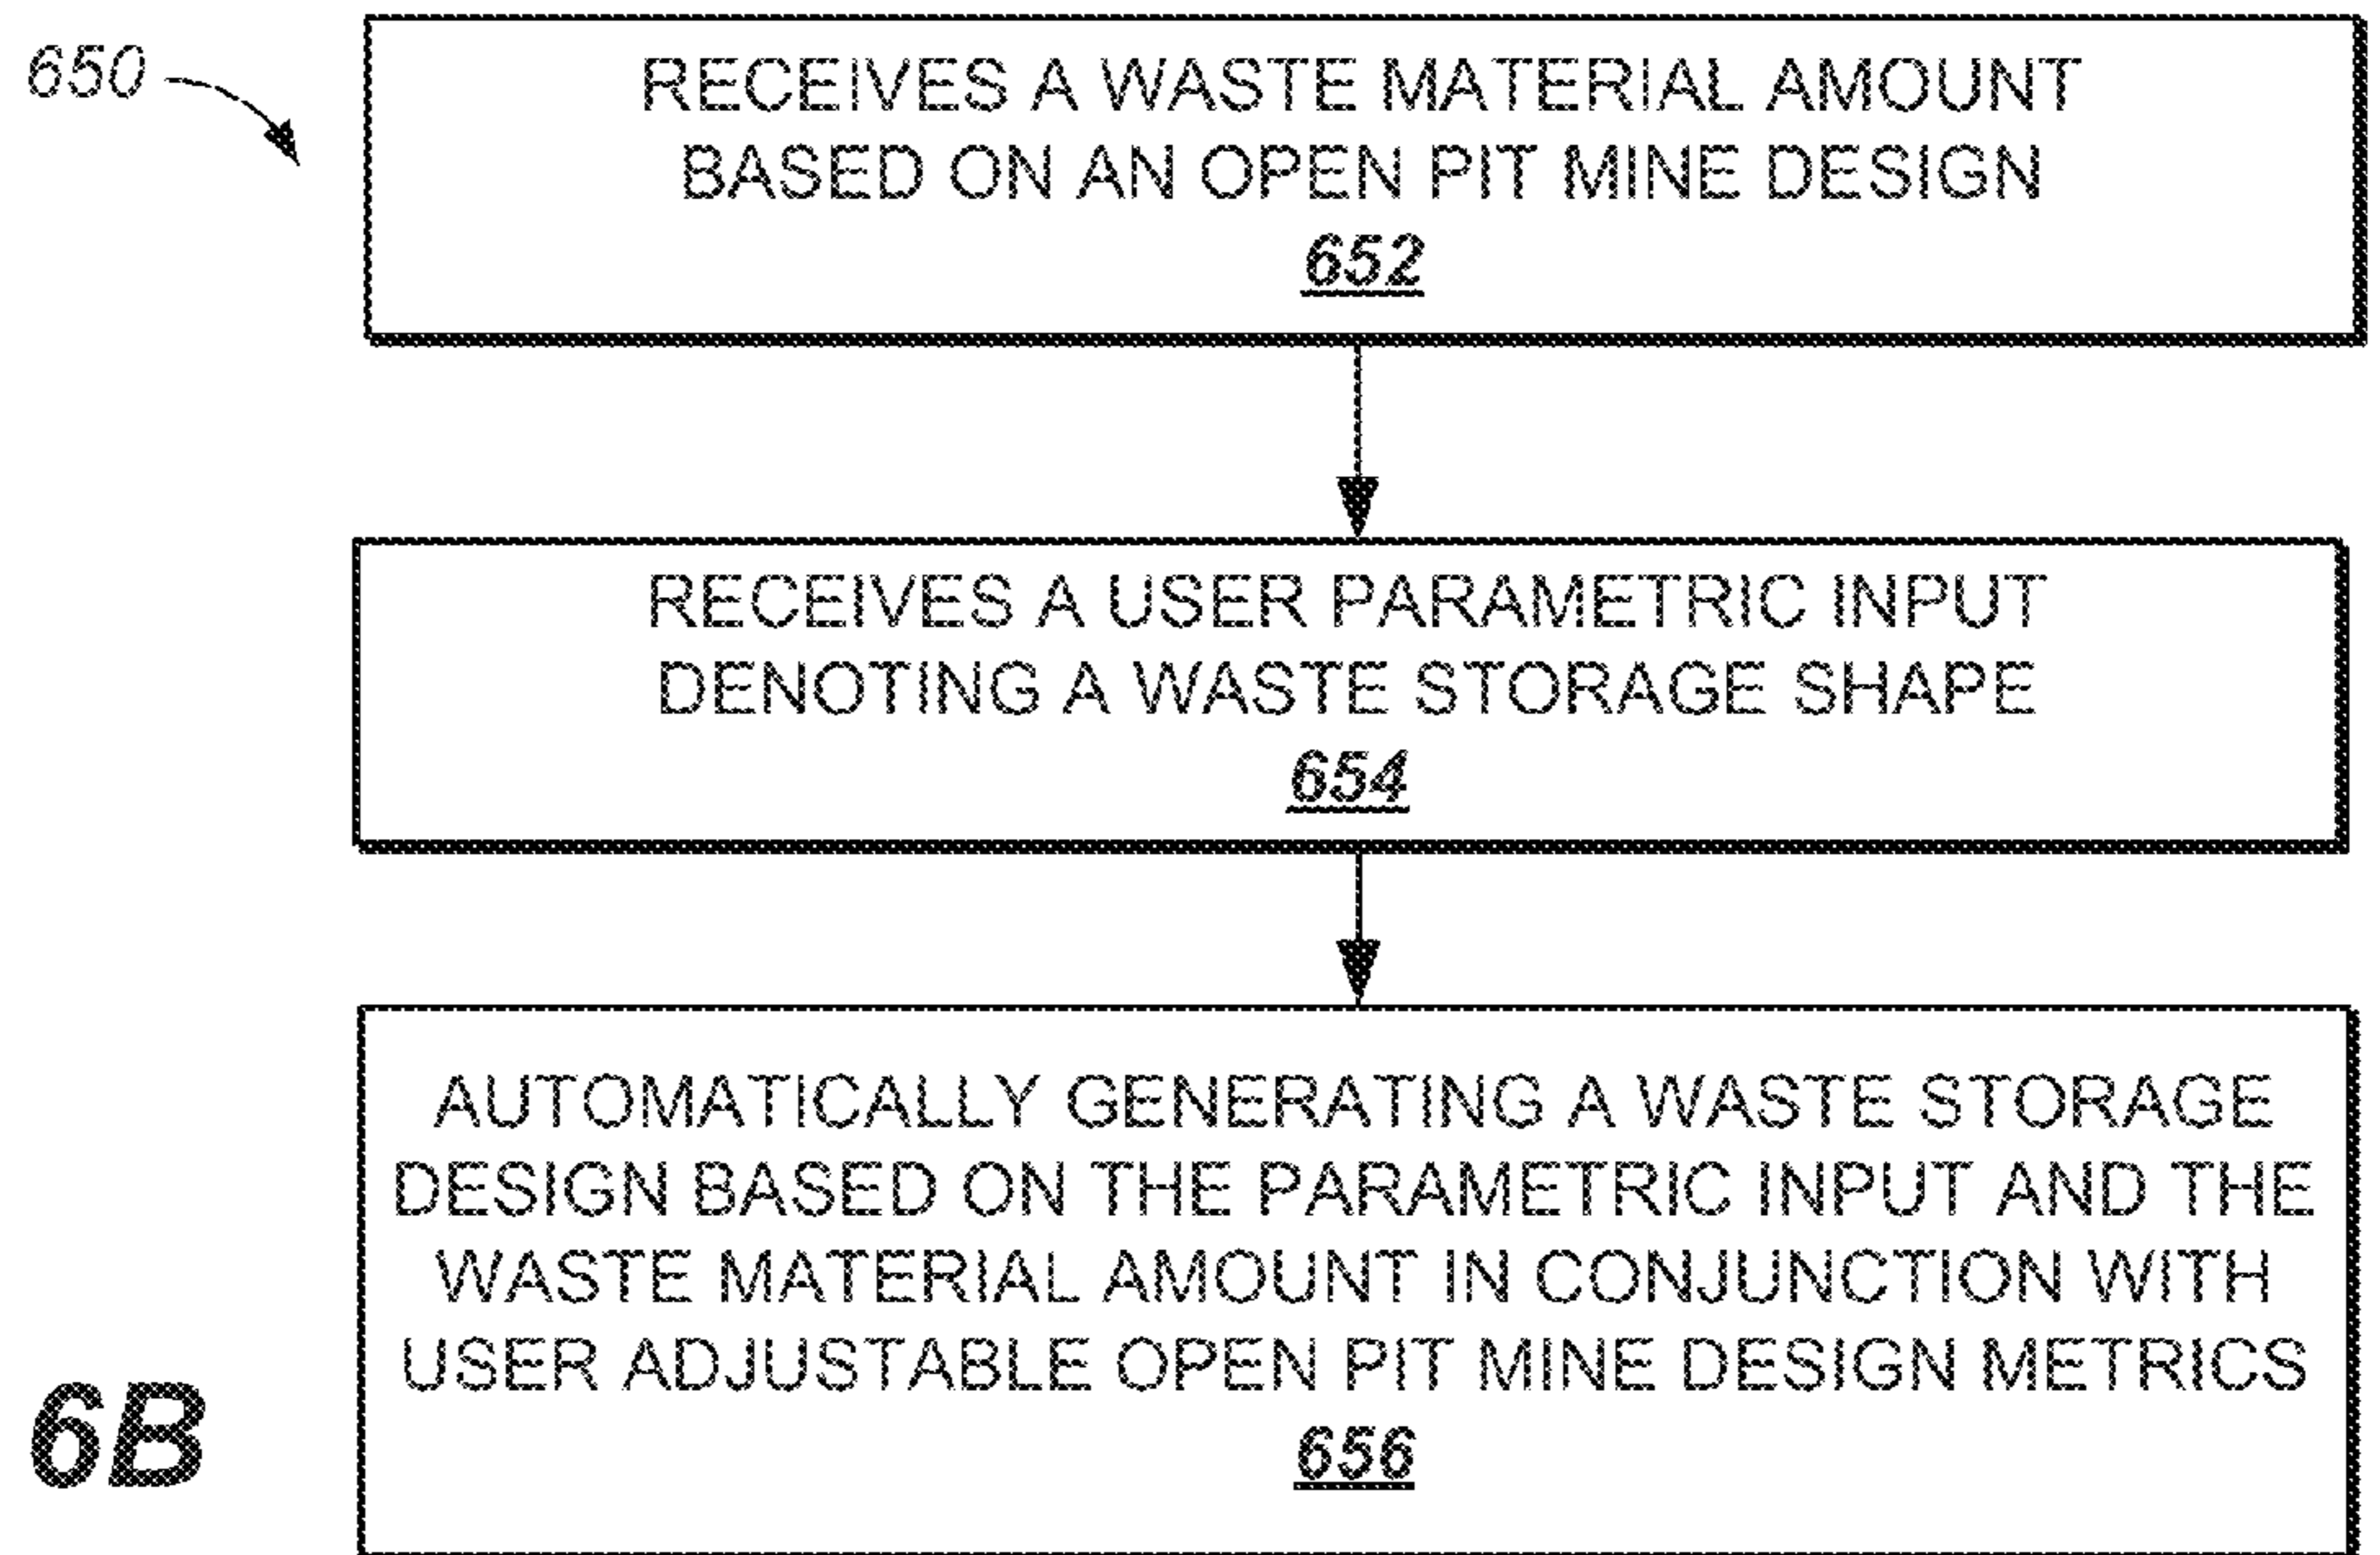 650
RECEIVES A WASTE MATERIAL AMOUNT
BASED ON AN OPEN PIT MINE DESIGN
652
RECEIVES A USER PARAMETRIC INPUT
DENOTING A WASTE STORAGE SHAPE
654
AUTOMATICALLY GENERATING A WASTE STORAGE
DESIGN BASED ON THE PARAMETRIC INPUT AND THE
WASTE MATERIAL AMOUNT IN CONJUNCTION WITH
USER ADJUSTABLE OPEN PIT MINE DESIGN METRICS
656
6B